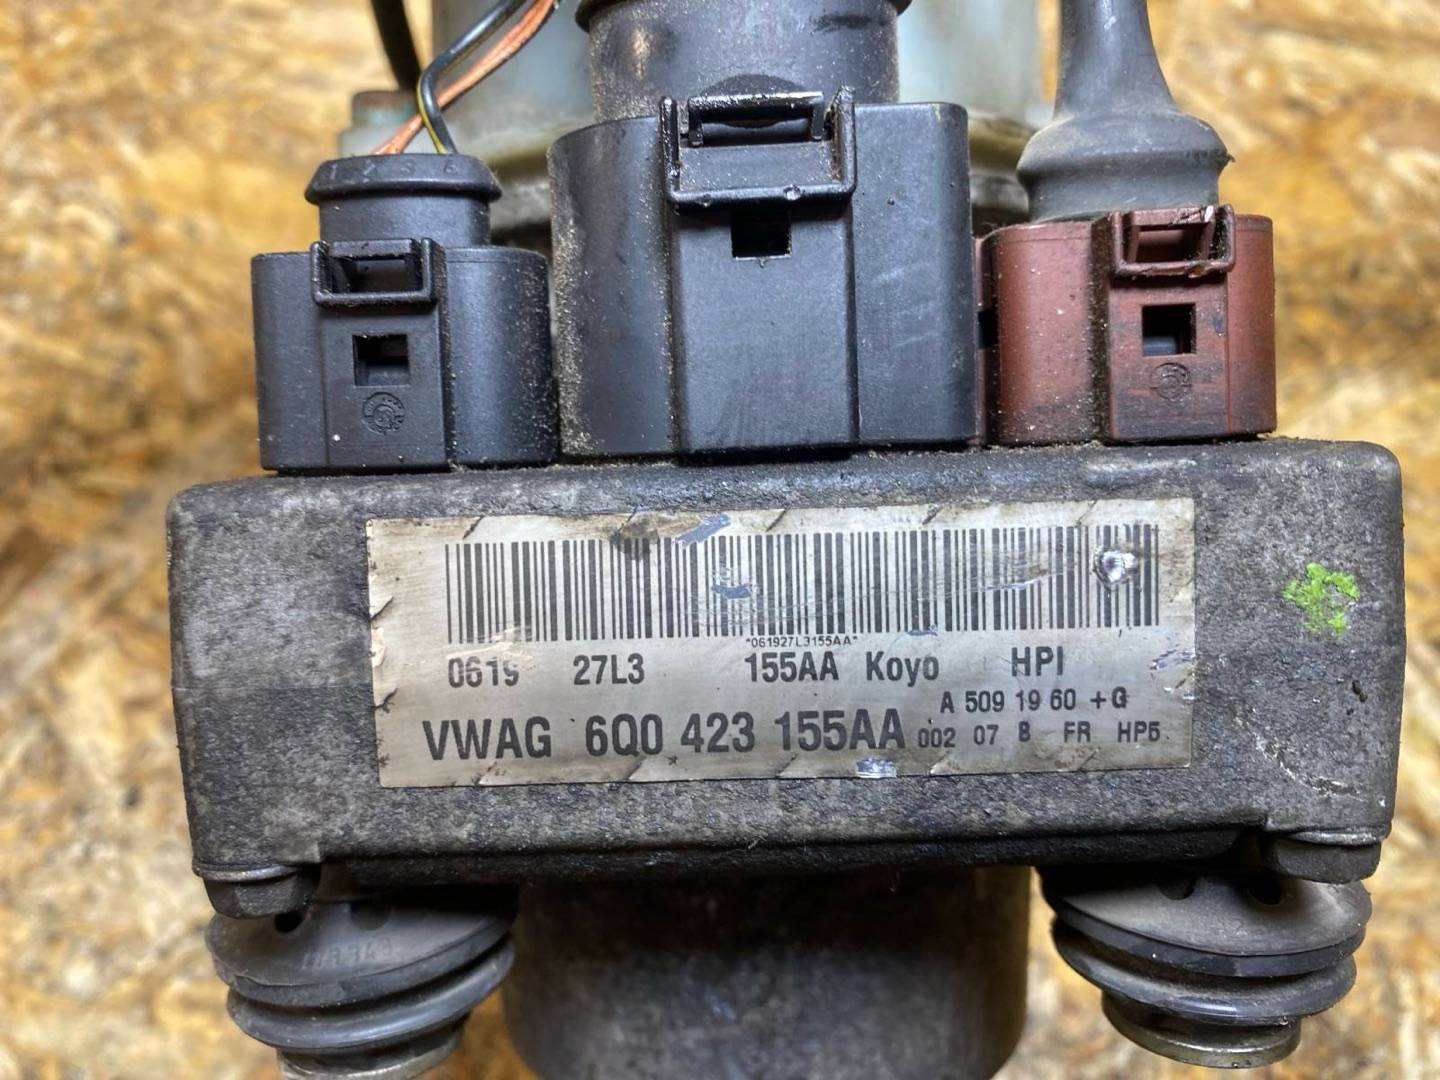 *061927L3155AA*
0619 27L3 155AA Koyo HPI
A 509 19 60 +G
VWAG 6Q0 423 155AA 002 07 B FR HP5